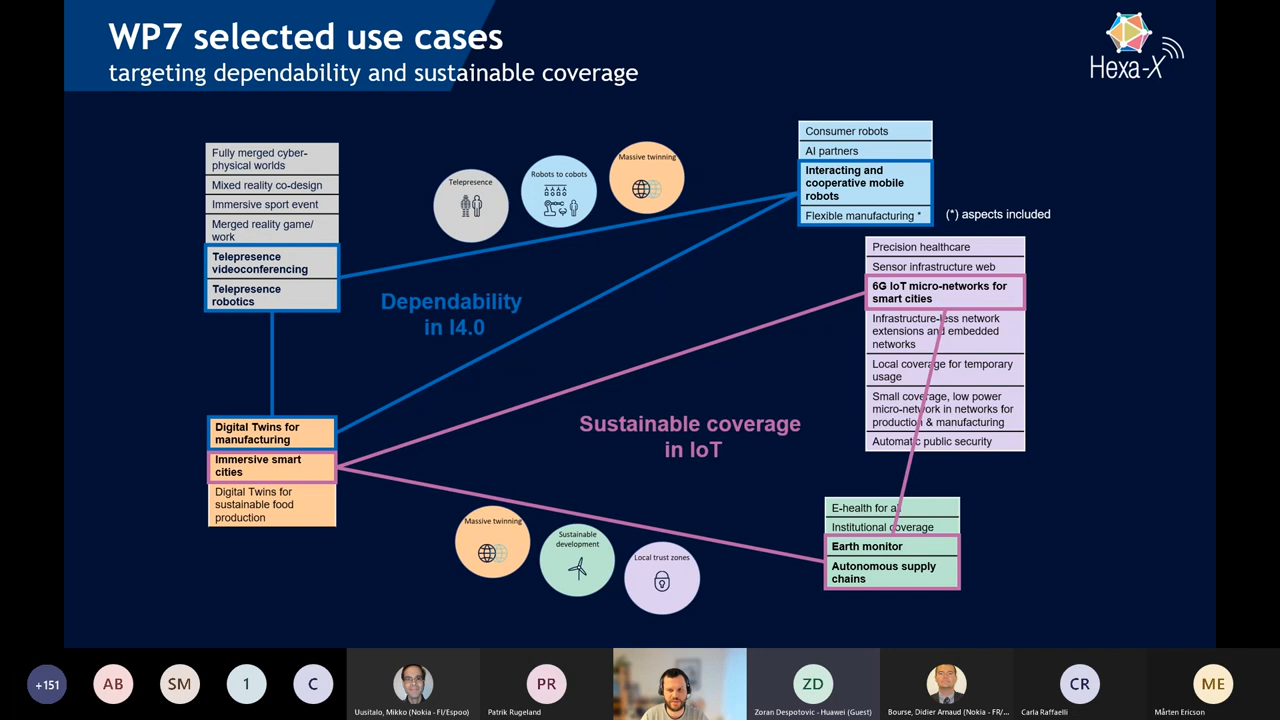 WP7 selected use cases
targeting dependability and sustainable coverage
Hexa-X
Fully merged cyber-
physical worlds
Mixed reality co-design
Immersive sport event
Merged reality game/
work
Telepresence
videoconferencing
Telepresence
robotics
Telepresence
Robots to cobots
Massive twinning
Consumer robots
AI partners
Interacting and
cooperative mobile
robots
Flexible manufacturing *
(*) aspects included
Precision healthcare
Sensor infrastructure web
6G IoT micro-networks for
smart cities
Infrastructure-less network
extensions and embedded
networks
Local coverage for temporary
usage
Small coverage, low power
micro-network in networks for
production & manufacturing
Automatic public security
Dependability
in I4.0
Sustainable coverage
in IoT
Digital Twins for
manufacturing
Immersive smart
cities
Digital Twins for
sustainable food
production
Massive twinning
Sustainable
development
Local trust zones
E-health for all
Institutional coverage
Earth monitor
Autonomous supply
chains
+151
AB
SM
1
C
Uusitalo, Mikko (Nokia - FI/Espoo)
PR
Patrik Rugeland
ZD
Zoran Despotovic - Huawei (Guest)
Bourse, Didier Arnaud (Nokia - FR/...
CR
Carla Raffaelli
ME
Mårten Ericson